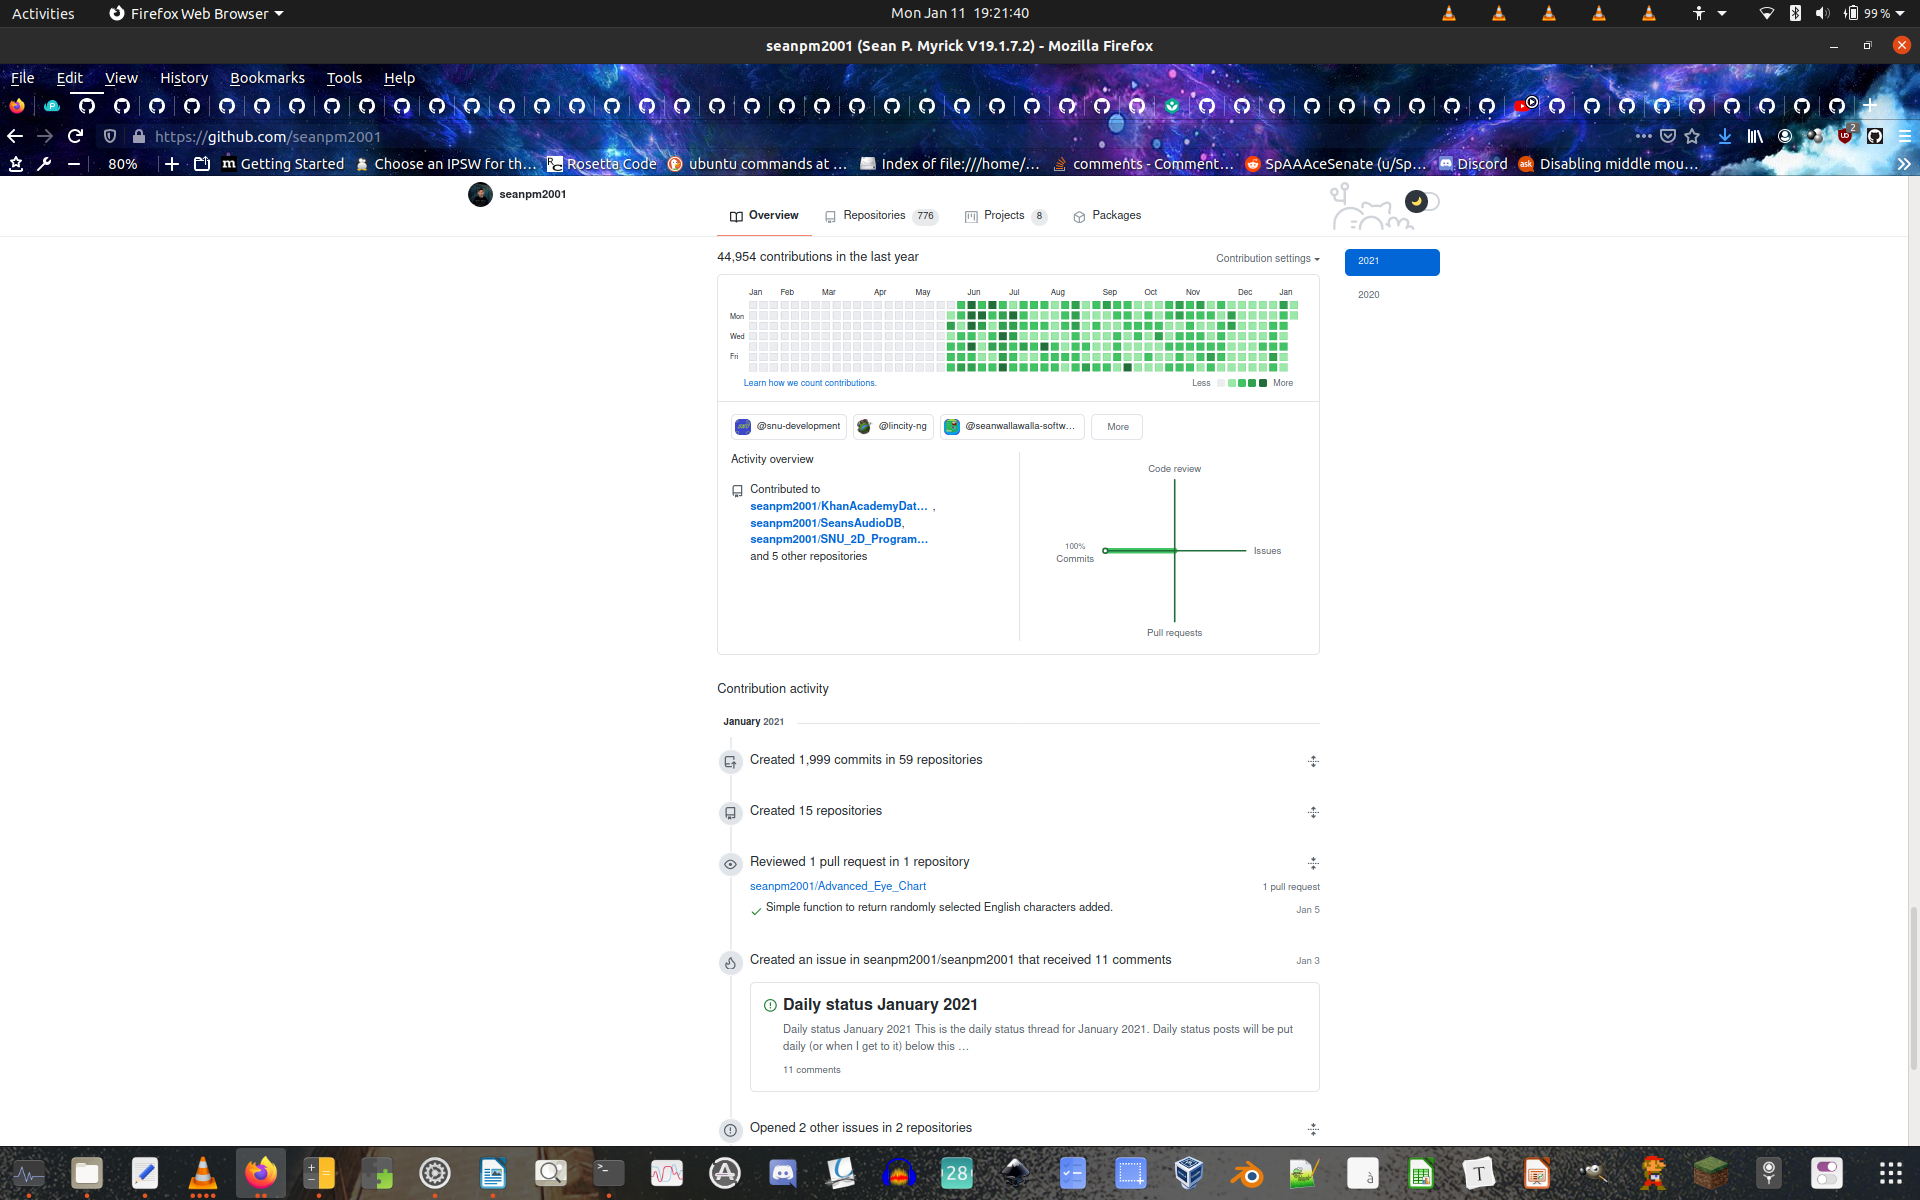 Activities
Firefox Web Browser
Mon Jan 11 19:21:40
99 %
seanpm2001 (Sean P. Myrick V19.1.7.2) - Mozilla Firefox
File Edit View History Bookmarks Tools Help
https://github.com/seanpm2001
2
80%
Getting Started
Choose an IPSW for th…
Rosetta Code
ubuntu commands at …
Index of file:///home/…
comments - Comment…
SpAAAceSenate (u/Sp…
Discord
Disabling middle mou…
seanpm2001
Overview
Repositories 776
Projects 8
Packages
44,954 contributions in the last year
Contribution settings
2021
2020
Jan Feb Mar Apr May Jun Jul Aug Sep Oct Nov Dec Jan
Mon
Wed
Fri
Learn how we count contributions.
Less
More
@snu-development
@lincity-ng
@seanwallawalla-softw…
More
Activity overview
Contributed to
seanpm2001/KhanAcademyDat… ,
seanpm2001/SeansAudioDB,
seanpm2001/SNU_2D_Program…
and 5 other repositories
Code review
100%
Commits
Issues
Pull requests
Contribution activity
January 2021
Created 1,999 commits in 59 repositories
Created 15 repositories
Reviewed 1 pull request in 1 repository
seanpm2001/Advanced_Eye_Chart
1 pull request
Simple function to return randomly selected English characters added.
Jan 5
Created an issue in seanpm2001/seanpm2001 that received 11 comments
Jan 3
Daily status January 2021
Daily status January 2021 This is the daily status thread for January 2021. Daily status posts will be put
daily (or when I get to it) below this …
11 comments
Opened 2 other issues in 2 repositories
28